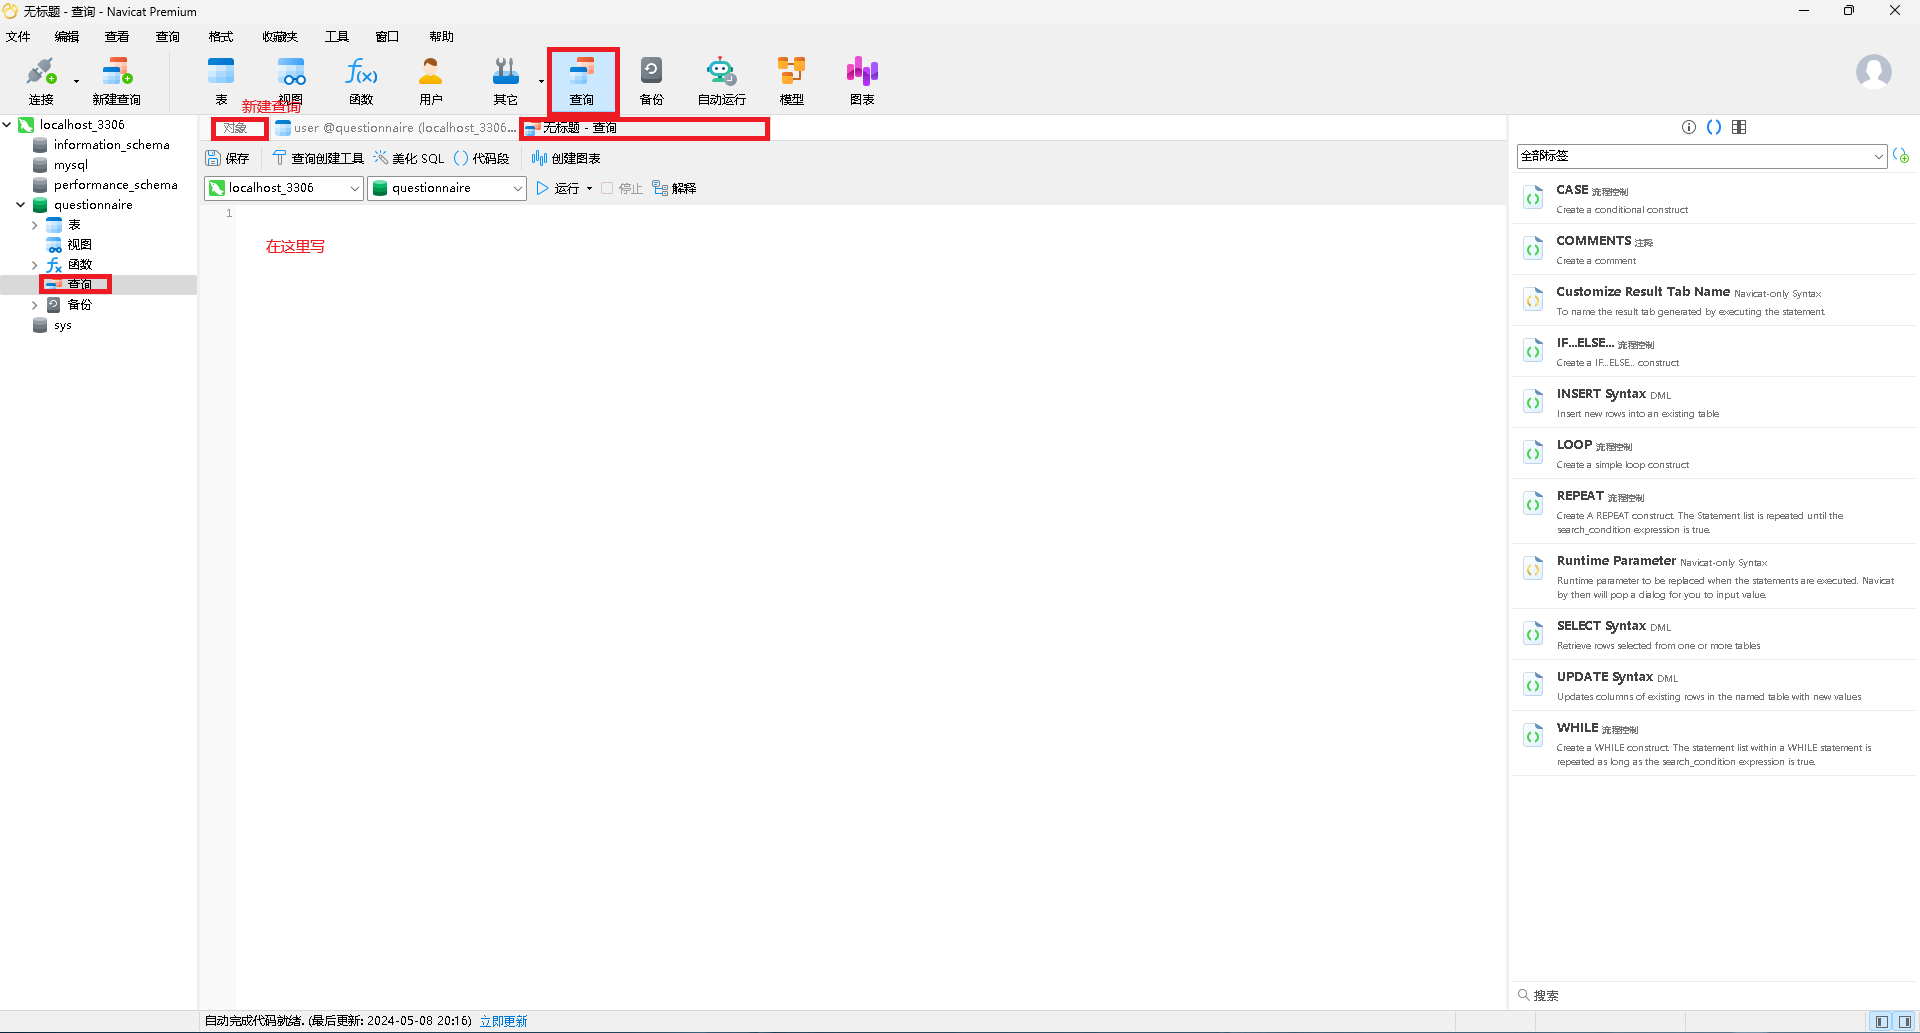 无标题 - 查询 - Navicat Premium
文件 编辑 查看 查询 格式 收藏夹 工具 窗口 帮助
连接 新建查询 表 视图 函数 用户 其它 查询 备份 自动运行 模型 图表
新建查询
对象 user @questionnaire (localhost_3306... 无标题 - 查询
保存 查询创建工具 美化 SQL 代码段 创建图表
localhost_3306 questionnaire 运行 停止 解释
localhost_3306
information_schema
mysql
performance_schema
questionnaire
表
视图
函数
查询
备份
sys
1
在这里写
全部标签
CASE 流程控制
Create a conditional construct
COMMENTS 注释
Create a comment
Customize Result Tab Name Navicat-only Syntax
To name the result tab generated by executing the statement.
IF...ELSE... 流程控制
Create a IF...ELSE... construct
INSERT Syntax DML
Insert new rows into an existing table
LOOP 流程控制
Create a simple loop construct
REPEAT 流程控制
Create A REPEAT construct. The Statement list is repeated until the
search_condition expression is true.
Runtime Parameter Navicat-only Syntax
Runtime parameter to be replaced when the statements are executed. Navicat
by then will pop a dialog for you to input value.
SELECT Syntax DML
Retrieve rows selected from one or more tables
UPDATE Syntax DML
Updates columns of existing rows in the named table with new values
WHILE 流程控制
Create a WHILE construct. The statement list within a WHILE statement is
repeated as long as the search_condition expression is true.
搜索
自动完成代码就绪. (最后更新: 2024-05-08 20:16) 立即更新